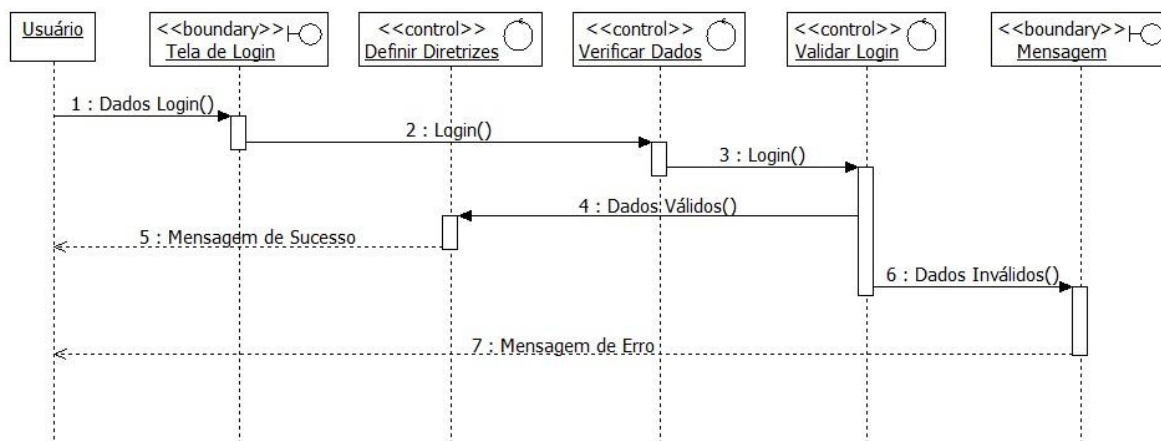 Usuário
<<boundary>>
Tela de Login
<<control>>
Definir Diretrizes
<<control>>
Verificar Dados
<<control>>
Validar Login
<<boundary>>
Mensagem
1 : Dados Login()
2 : Login()
3 : Login()
4 : Dados Válidos()
5 : Mensagem de Sucesso
6 : Dados Inválidos()
7 : Mensagem de Erro